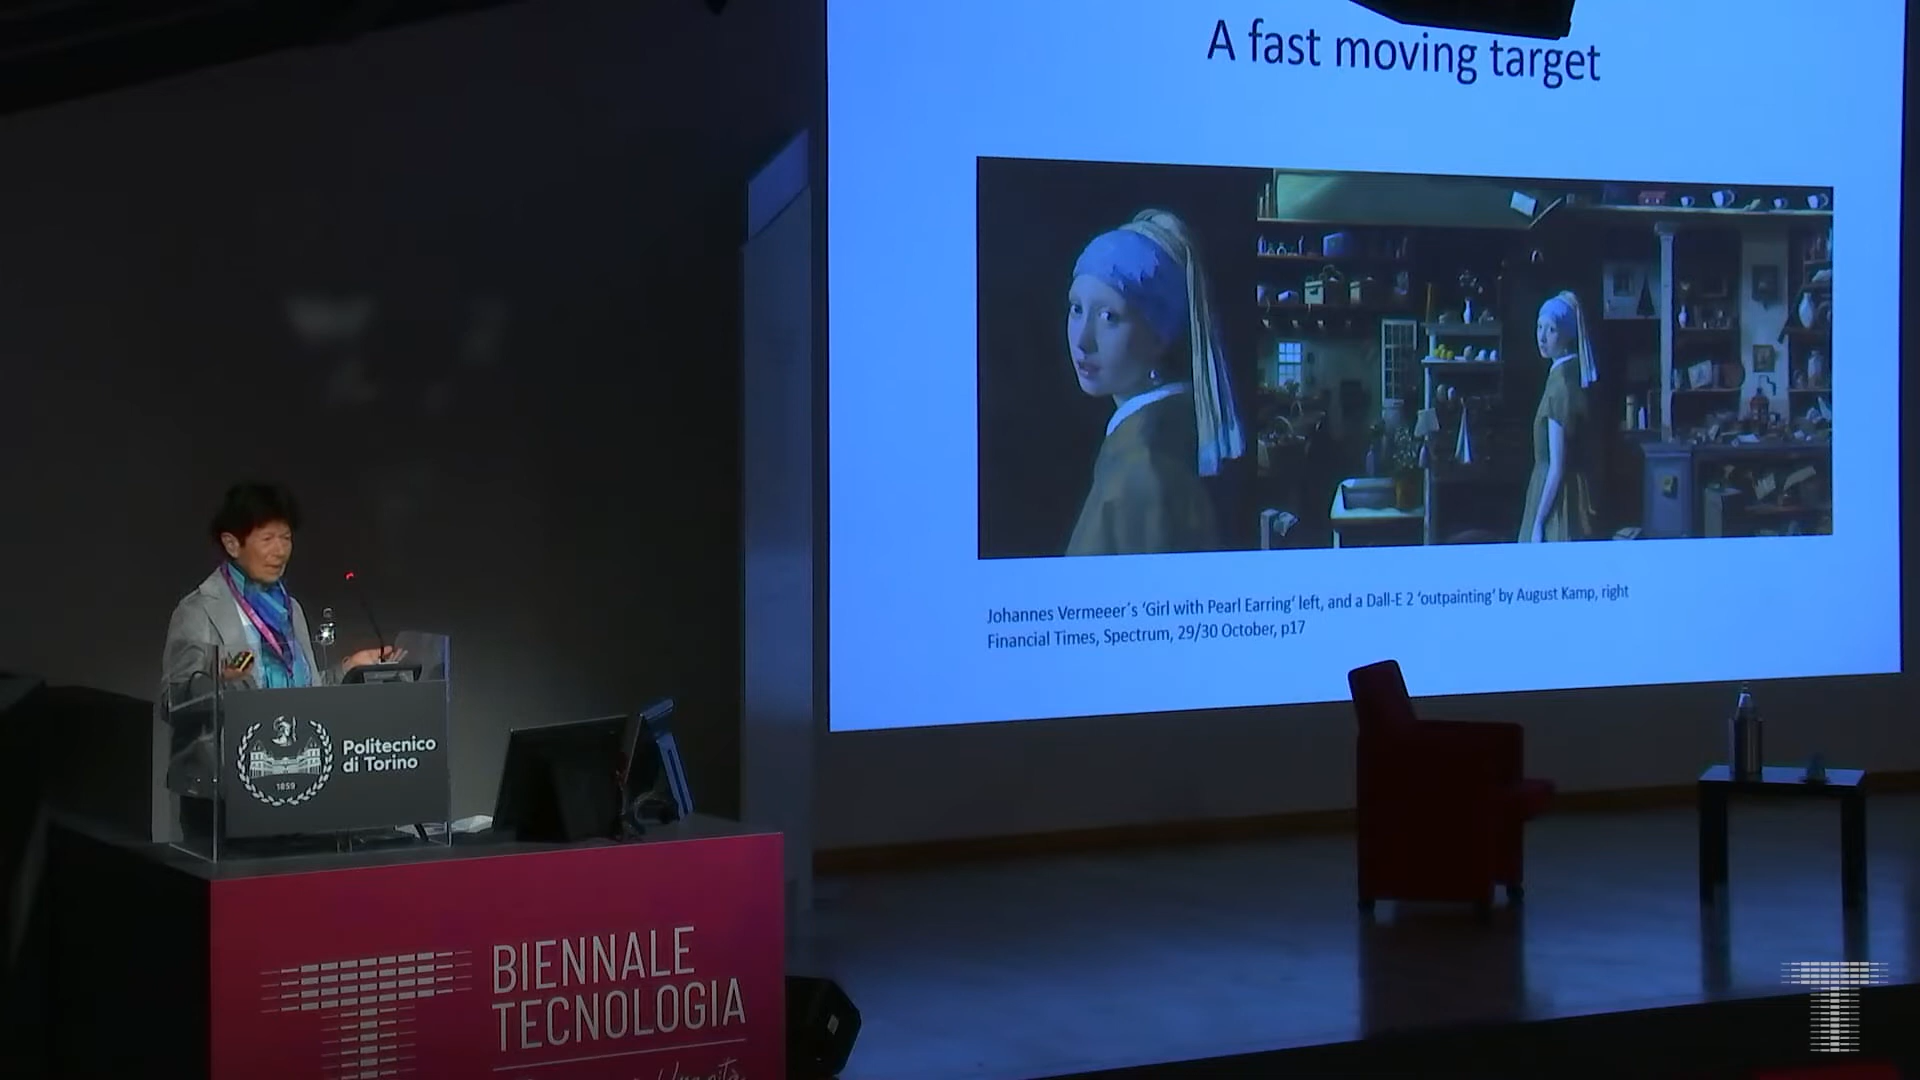 A fast moving target
Johannes Vermeeer´s ‘Girl with Pearl Earring‘ left, and a Dall-E 2 ‘outpainting’ by August Kamp, right
Financial Times, Spectrum, 29/30 October, p17
Politecnico
di Torino
1859
BIENNALE
TECNOLOGIA